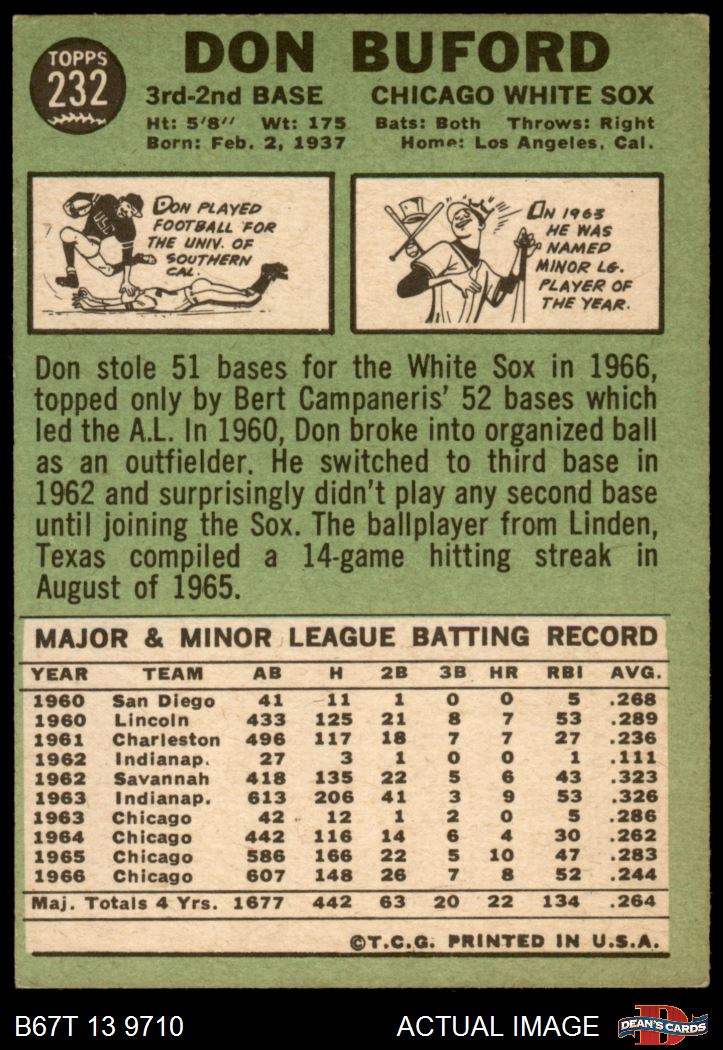 TOPPS
232
DON BUFORD
3rd-2nd BASE CHICAGO WHITE SOX
Ht: 5'8" Wt: 175 Bats: Both Throws: Right
Born: Feb. 2, 1937 Home: Los Angeles, Cal.
USC
DON PLAYED
FOOTBALL FOR
THE UNIV. OF
SOUTHERN
CAL.
IN 1963
HE WAS
NAMED
MINOR LG.
PLAYER OF
THE YEAR.
Don stole 51 bases for the White Sox in 1966,
topped only by Bert Campaneris' 52 bases which
led the A.L. In 1960, Don broke into organized ball
as an outfielder. He switched to third base in
1962 and surprisingly didn't play any second base
until joining the Sox. The ballplayer from Linden,
Texas compiled a 14-game hitting streak in
August of 1965.
MAJOR & MINOR LEAGUE BATTING RECORD
YEAR TEAM AB H 2B 3B HR RBI AVG.
1960 San Diego 41 11 1 0 0 5 .268
1960 Lincoln 433 125 21 8 7 53 .289
1961 Charleston 496 117 18 7 7 27 .236
1962 Indianap. 27 3 1 0 0 1 .111
1962 Savannah 418 135 22 5 6 43 .323
1963 Indianap. 613 206 41 3 9 53 .326
1963 Chicago 42 12 1 2 0 5 .286
1964 Chicago 442 116 14 6 4 30 .262
1965 Chicago 586 166 22 5 10 47 .283
1966 Chicago 607 148 26 7 8 52 .244
Maj. Totals 4 Yrs. 1677 442 63 20 22 134 .264
©T.C.G. PRINTED IN U.S.A.
B67T 13 9710 ACTUAL IMAGE
D
DEAN'S CARDS